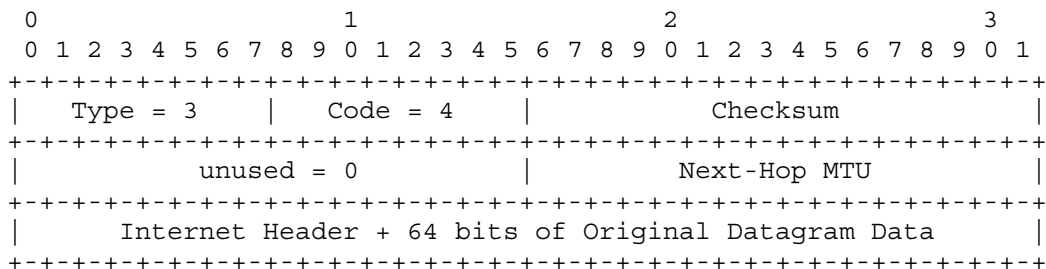 0                   1                   2                   3
 0 1 2 3 4 5 6 7 8 9 0 1 2 3 4 5 6 7 8 9 0 1 2 3 4 5 6 7 8 9 0 1
+-+-+-+-+-+-+-+-+-+-+-+-+-+-+-+-+-+-+-+-+-+-+-+-+-+-+-+-+-+-+-+-+
|   Type = 3    |   Code = 4    |           Checksum            |
+-+-+-+-+-+-+-+-+-+-+-+-+-+-+-+-+-+-+-+-+-+-+-+-+-+-+-+-+-+-+-+-+
|           unused = 0          |         Next-Hop MTU          |
+-+-+-+-+-+-+-+-+-+-+-+-+-+-+-+-+-+-+-+-+-+-+-+-+-+-+-+-+-+-+-+-+
|      Internet Header + 64 bits of Original Datagram Data      |
+-+-+-+-+-+-+-+-+-+-+-+-+-+-+-+-+-+-+-+-+-+-+-+-+-+-+-+-+-+-+-+-+